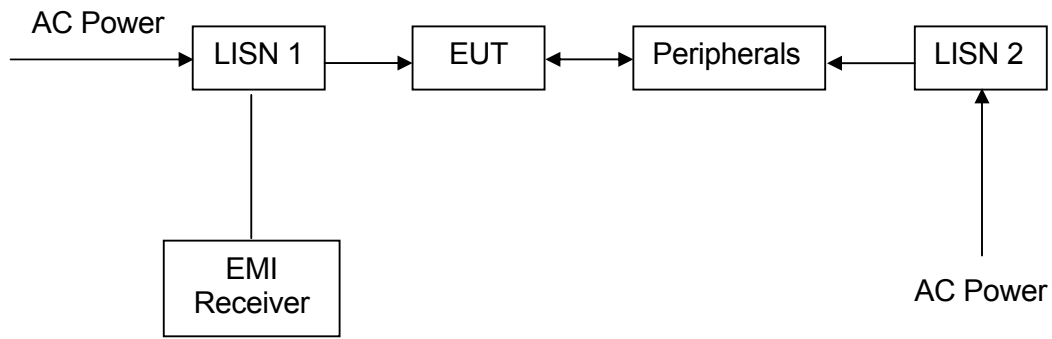 AC Power
LISN 1
EUT
Peripherals
LISN 2
EMI
Receiver
AC Power